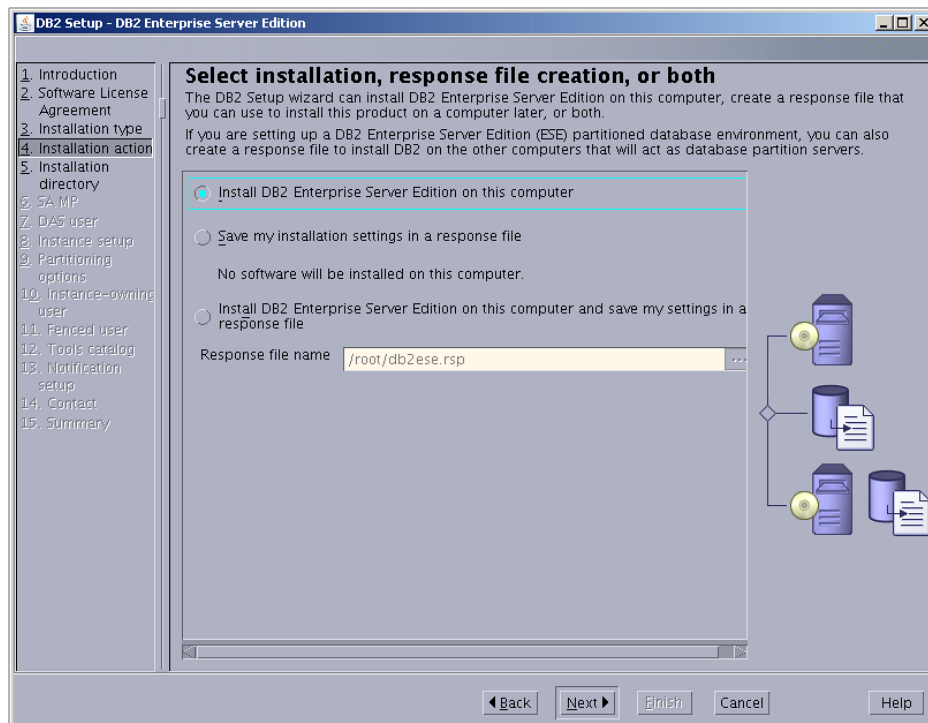 DB2 Setup - DB2 Enterprise Server Edition
1. Introduction
2. Software License
Agreement
3. Installation type
4. Installation action
5. Installation
directory
6. SA MP
7. DAS user
8. Instance setup
9. Partitioning
options
10. Instance-owning
user
11. Fenced user
12. Tools catalog
13. Notification
setup
14. Contact
15. Summary
Select installation, response file creation, or both
The DB2 Setup wizard can install DB2 Enterprise Server Edition on this computer, create a response file that
you can use to install this product on a computer later, or both.
If you are setting up a DB2 Enterprise Server Edition (ESE) partitioned database environment, you can also
create a response file to install DB2 on the other computers that will act as database partition servers.
Install DB2 Enterprise Server Edition on this computer
Save my installation settings in a response file
No software will be installed on this computer.
Install DB2 Enterprise Server Edition on this computer and save my settings in a
response file
Response file name
/root/db2ese.rsp
...
Back
Next
Finish
Cancel
Help